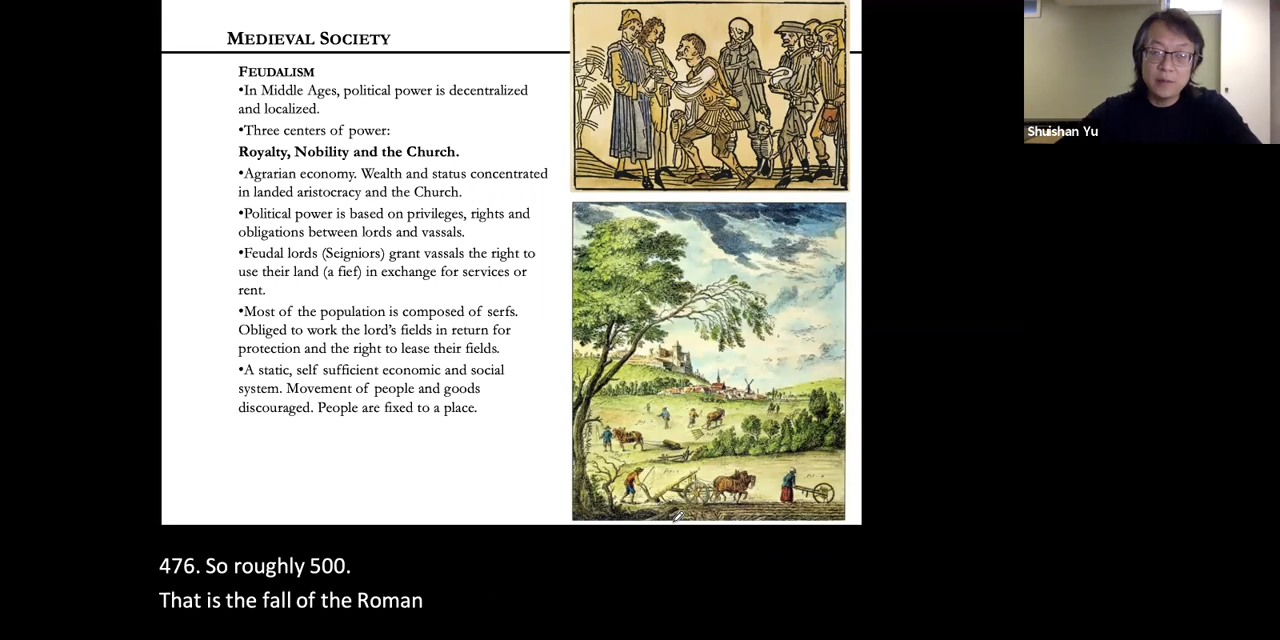 MEDIEVAL SOCIETY
FEUDALISM
•In Middle Ages, political power is decentralized
and localized.
•Three centers of power:
Royalty, Nobility and the Church.
•Agrarian economy. Wealth and status concentrated
in landed aristocracy and the Church.
•Political power is based on privileges, rights and
obligations between lords and vassals.
•Feudal lords (Seigniors) grant vassals the right to
use their land (a fief) in exchange for services or
rent.
•Most of the population is composed of serfs.
Obliged to work the lord's fields in return for
protection and the right to lease their fields.
•A static, self sufficient economic and social
system. Movement of people and goods
discouraged. People are fixed to a place.
Shuishan Yu
476. So roughly 500.
That is the fall of the Roman